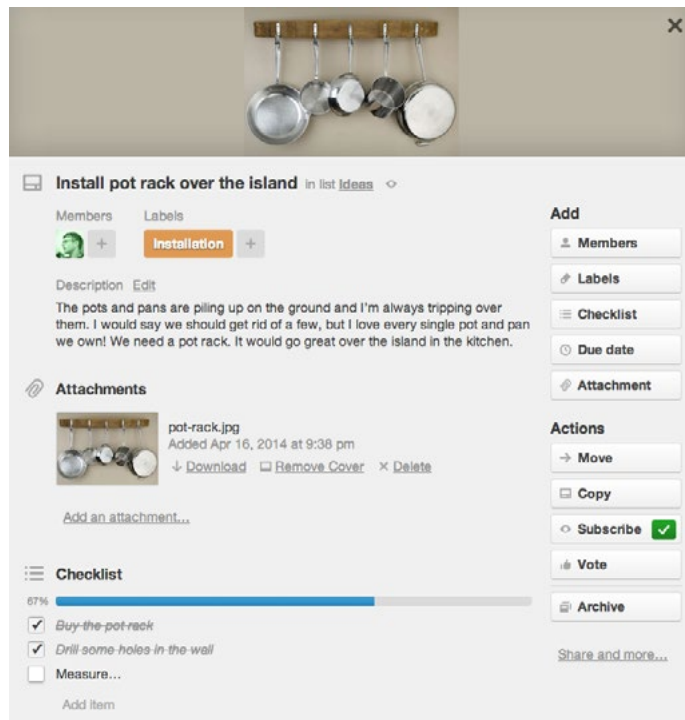 Install pot rack over the island in list Ideas
Members Labels
+ Installation +
Description Edit
The pots and pans are piling up on the ground and I'm always tripping over
them. I would say we should get rid of a few, but I love every single pot and pan
we own! We need a pot rack. It would go great over the island in the kitchen.
Attachments
pot-rack.jpg
Added Apr 16, 2014 at 9:38 pm
Download Remove Cover Delete
Add an attachment...
Checklist
67%
Buy the pot rack
Drill some holes in the wall
Measure...
Add item
Add
Members
Labels
Checklist
Due date
Attachment
Actions
Move
Copy
Subscribe
Vote
Archive
Share and more...